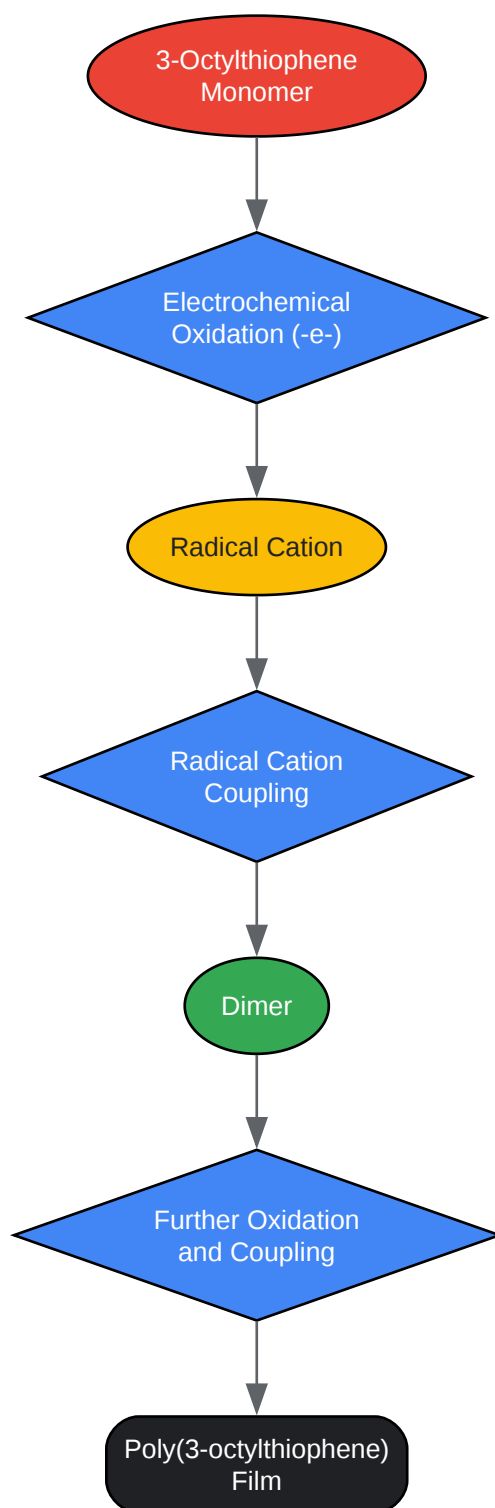 3-Octylthiophene
Monomer
Electrochemical
Oxidation (-e-)
Radical Cation
Radical Cation
Coupling
Dimer
Further Oxidation
and Coupling
Poly(3-octylthiophene)
Film